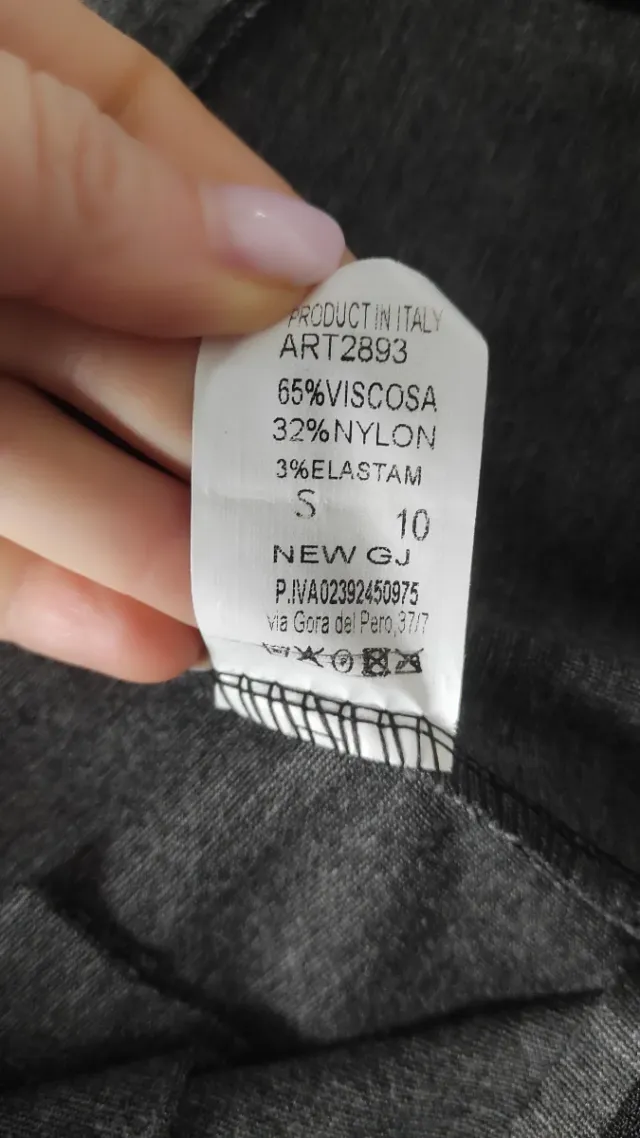 PRODUCT IN ITALY
ART2893
65%VISCOSA
32%NYLON
3%ELASTAM
S 10
NEW GJ
P.IVA02392450975
via Gora del Pero,37/7